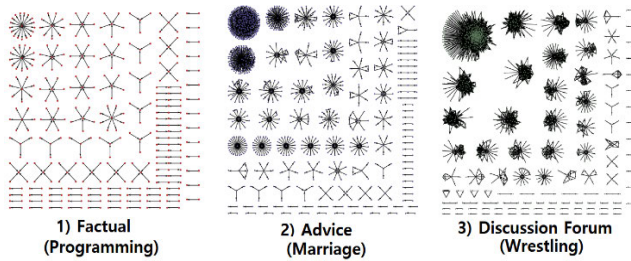 1) Factual
(Programming)
2) Advice
(Marriage)
3) Discussion Forum
(Wrestling)